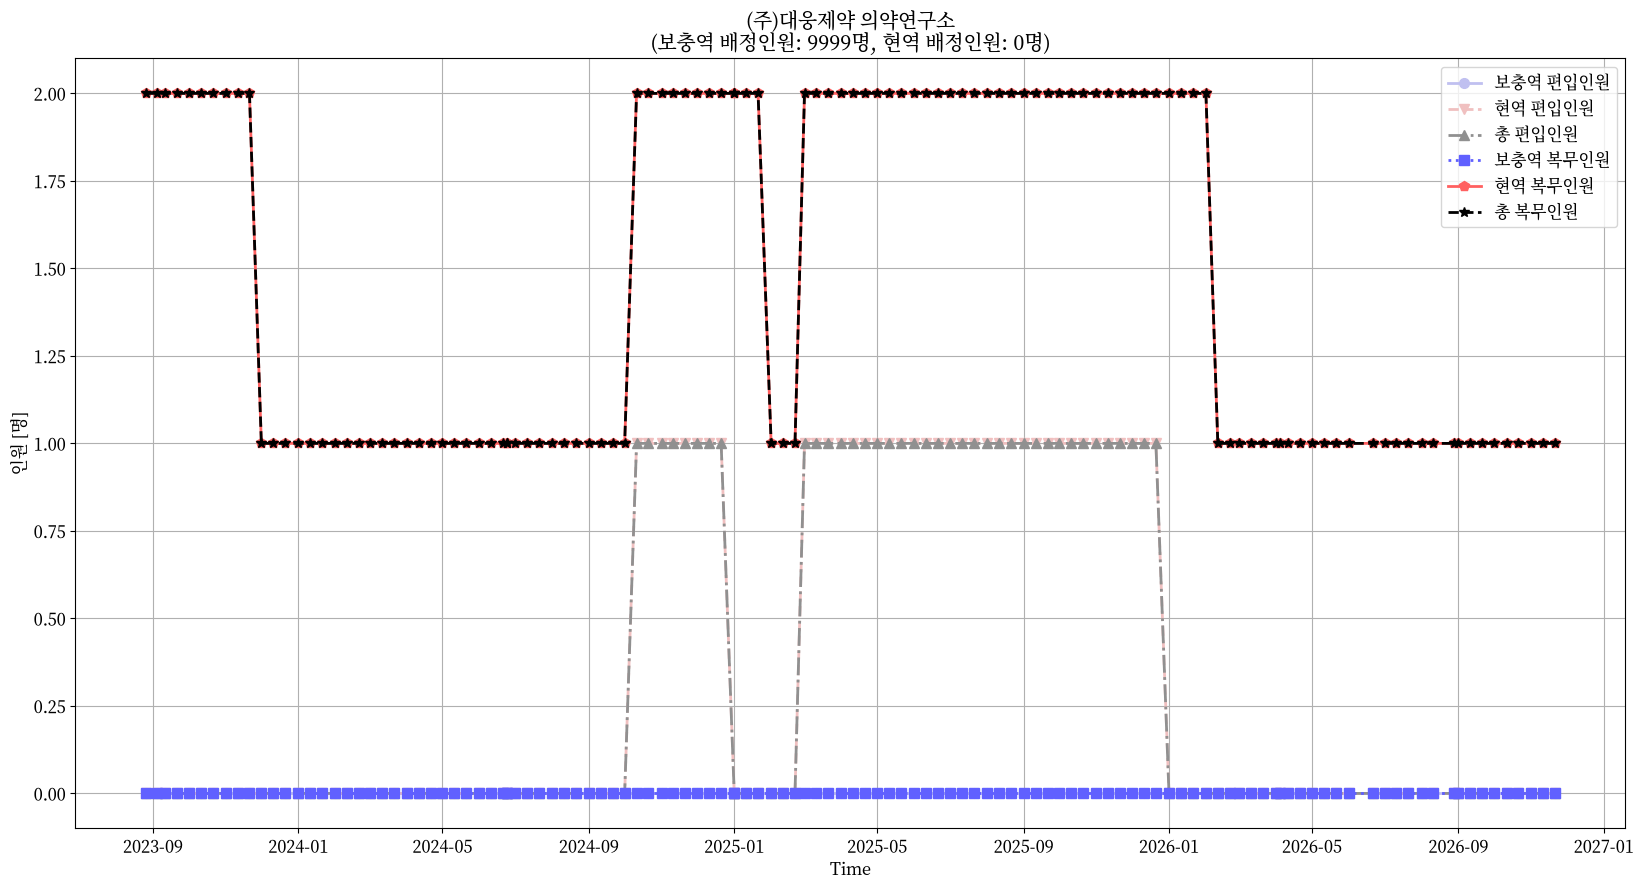 (주)대웅제약 의약연구소
(보충역 배정인원: 9999명, 현역 배정인원: 0명)
보충역 편입인원
현역 편입인원
총 편입인원
보충역 복무인원
현역 복무인원
총 복무인원
2.00
1.75
1.50
1.25
1.00
0.75
0.50
0.25
0.00
인원 [명]
2023-09 2024-01 2024-05 2024-09 2025-01 2025-05 2025-09 2026-01 2026-05 2026-09 2027-01
Time